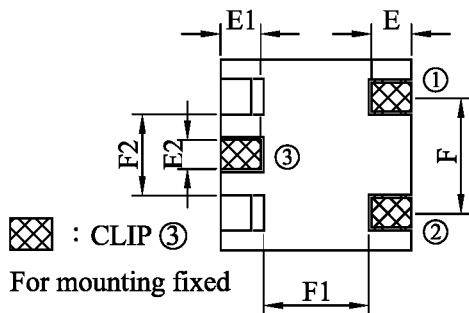 E1 E
①
F2 E2 ③ F
②
: CLIP ③
For mounting fixed
F1